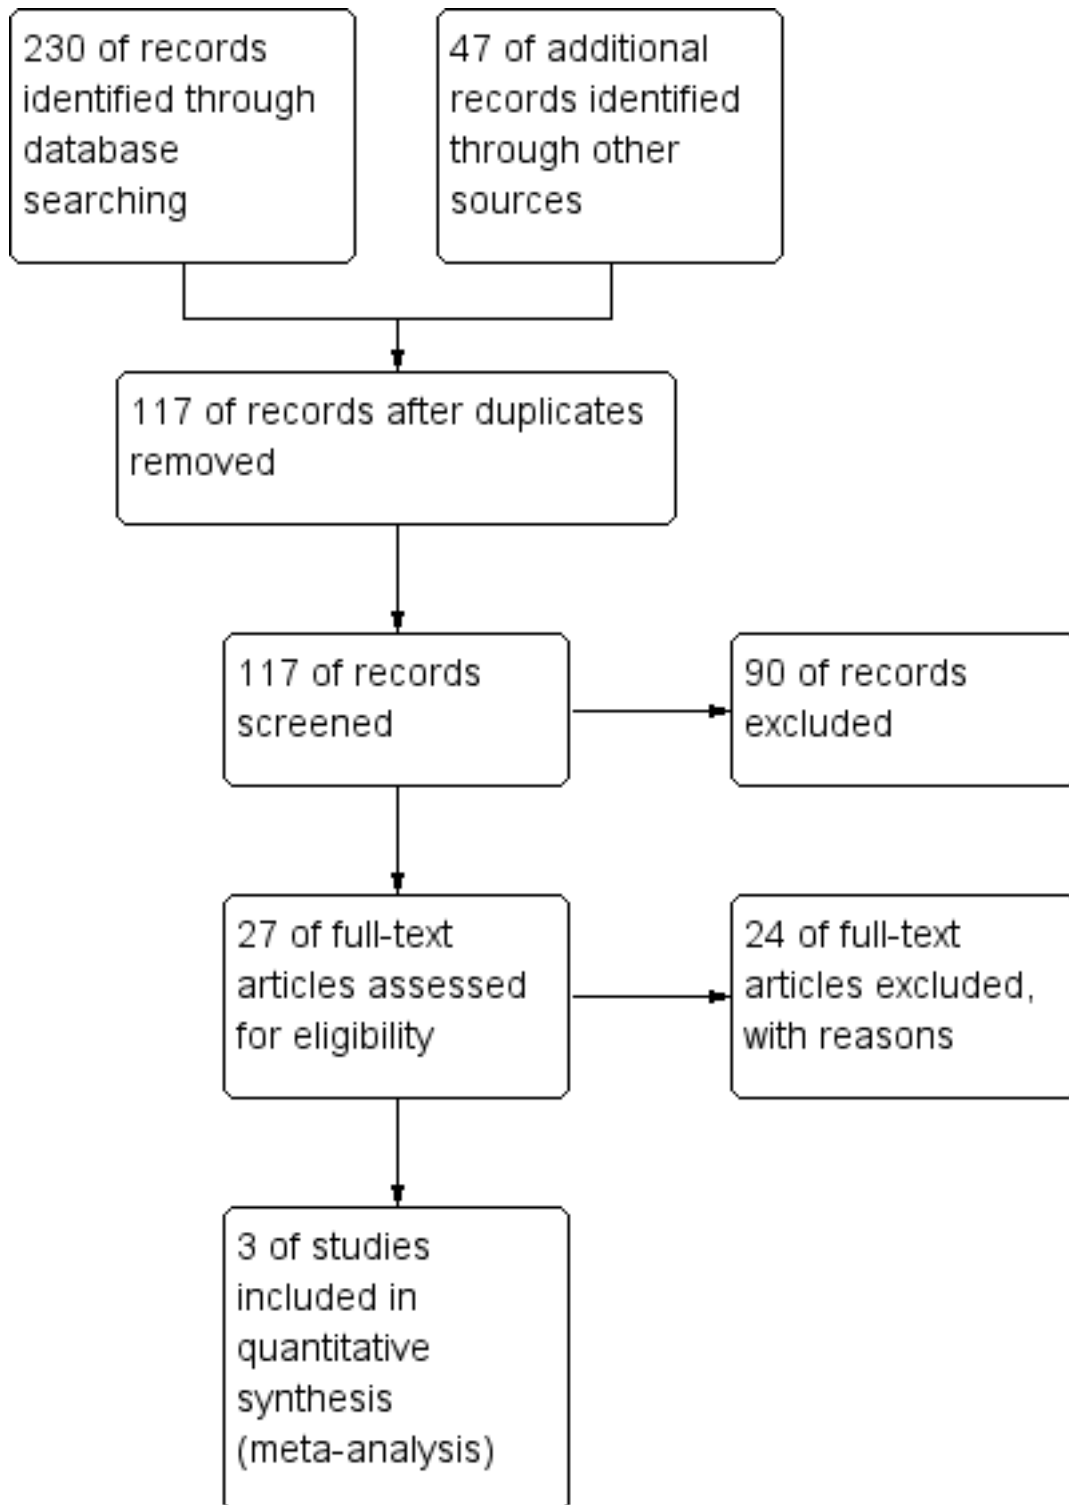 230 of records
identified through
database
searching
47 of additional
records identified
through other
sources
117 of records after duplicates
removed
117 of records
screened
90 of records
excluded
27 of full-text
articles assessed
for eligibility
24 of full-text
articles excluded,
with reasons
3 of studies
included in
quantitative
synthesis
(meta-analysis)